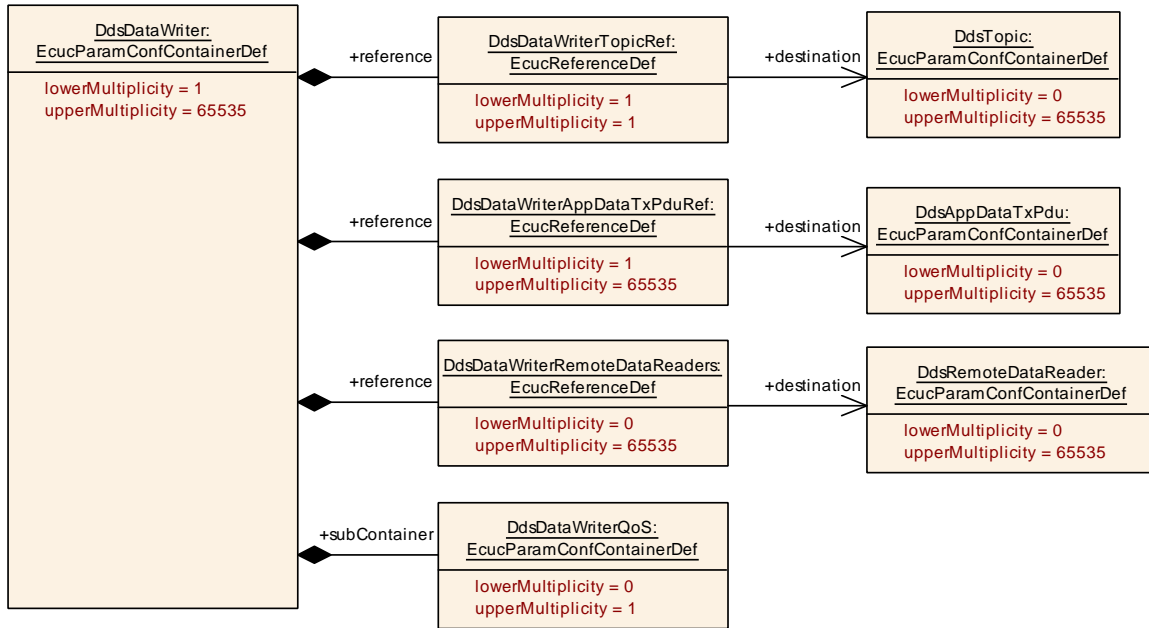 DdsDataWriter:
EcucParamConfContainerDef
lowerMultiplicity = 1
upperMultiplicity = 65535
+reference
DdsDataWriterTopicRef:
EcucReferenceDef
lowerMultiplicity = 1
upperMultiplicity = 1
+destination
DdsTopic:
EcucParamConfContainerDef
lowerMultiplicity = 0
upperMultiplicity = 65535
+reference
DdsDataWriterAppDataTxPduRef:
EcucReferenceDef
lowerMultiplicity = 1
upperMultiplicity = 65535
+destination
DdsAppDataTxPdu:
EcucParamConfContainerDef
lowerMultiplicity = 0
upperMultiplicity = 65535
+reference
DdsDataWriterRemoteDataReaders:
EcucReferenceDef
lowerMultiplicity = 0
upperMultiplicity = 65535
+destination
DdsRemoteDataReader:
EcucParamConfContainerDef
lowerMultiplicity = 0
upperMultiplicity = 65535
+subContainer
DdsDataWriterQoS:
EcucParamConfContainerDef
lowerMultiplicity = 0
upperMultiplicity = 1